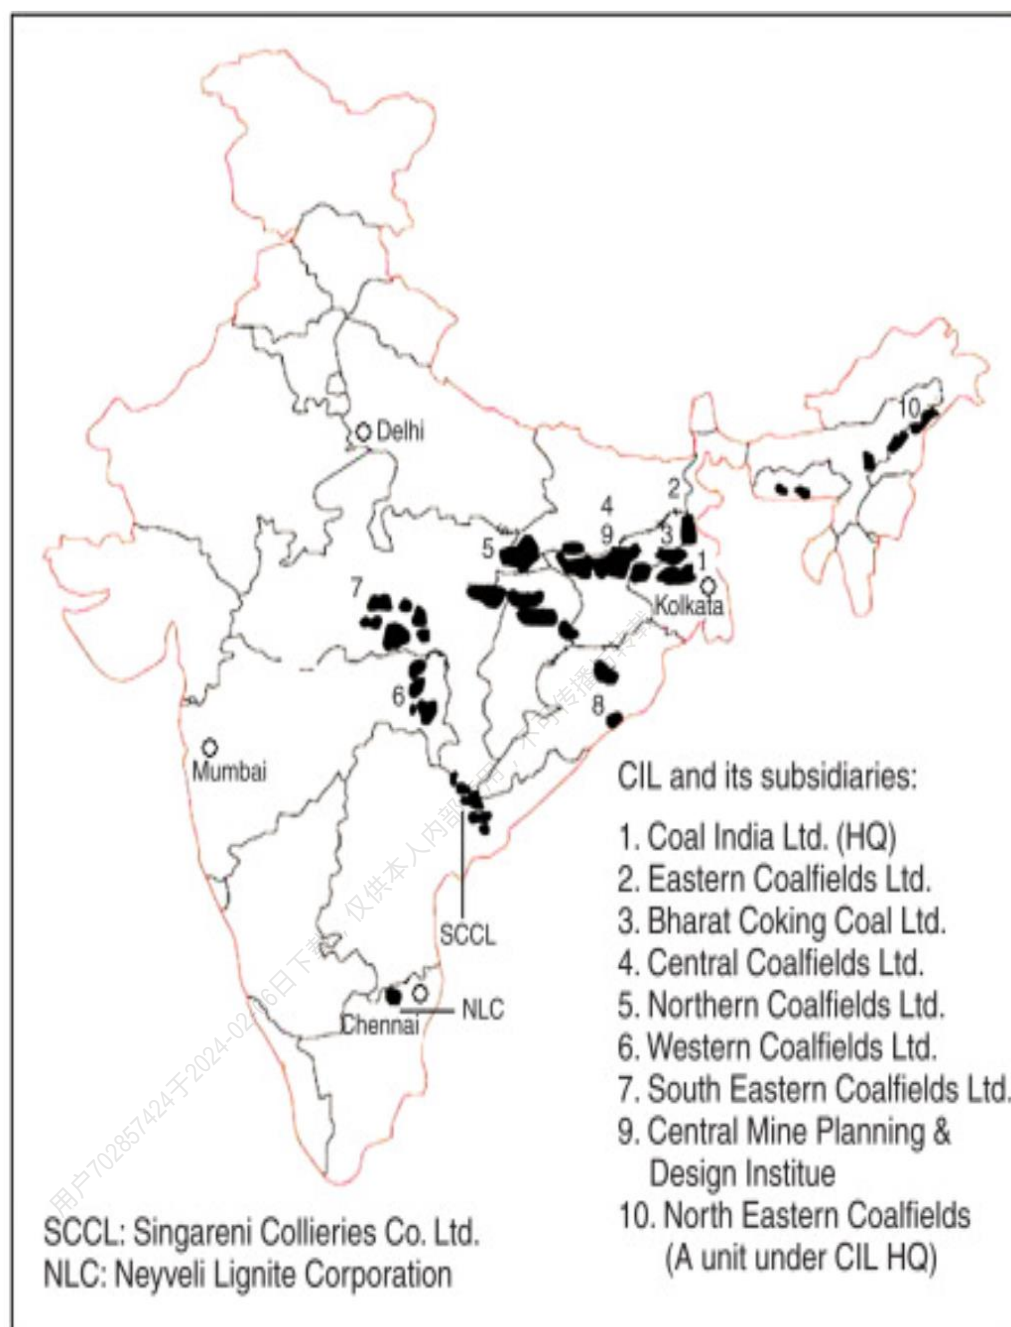 10
Delhi
2
4
3
9
5
1
7
Kolkata
6
8
Mumbai
CIL and its subsidiaries:
1. Coal India Ltd. (HQ)
2. Eastern Coalfields Ltd.
3. Bharat Coking Coal Ltd.
SCCL
4. Central Coalfields Ltd.
5. Northern Coalfields Ltd.
NLC
Chennai
6. Western Coalfields Ltd.
7. South Eastern Coalfields Ltd.
9. Central Mine Planning &
Design Institue
10. North Eastern Coalfields
(A unit under CIL HQ)
SCCL: Singareni Collieries Co. Ltd.
NLC: Neyveli Lignite Corporation